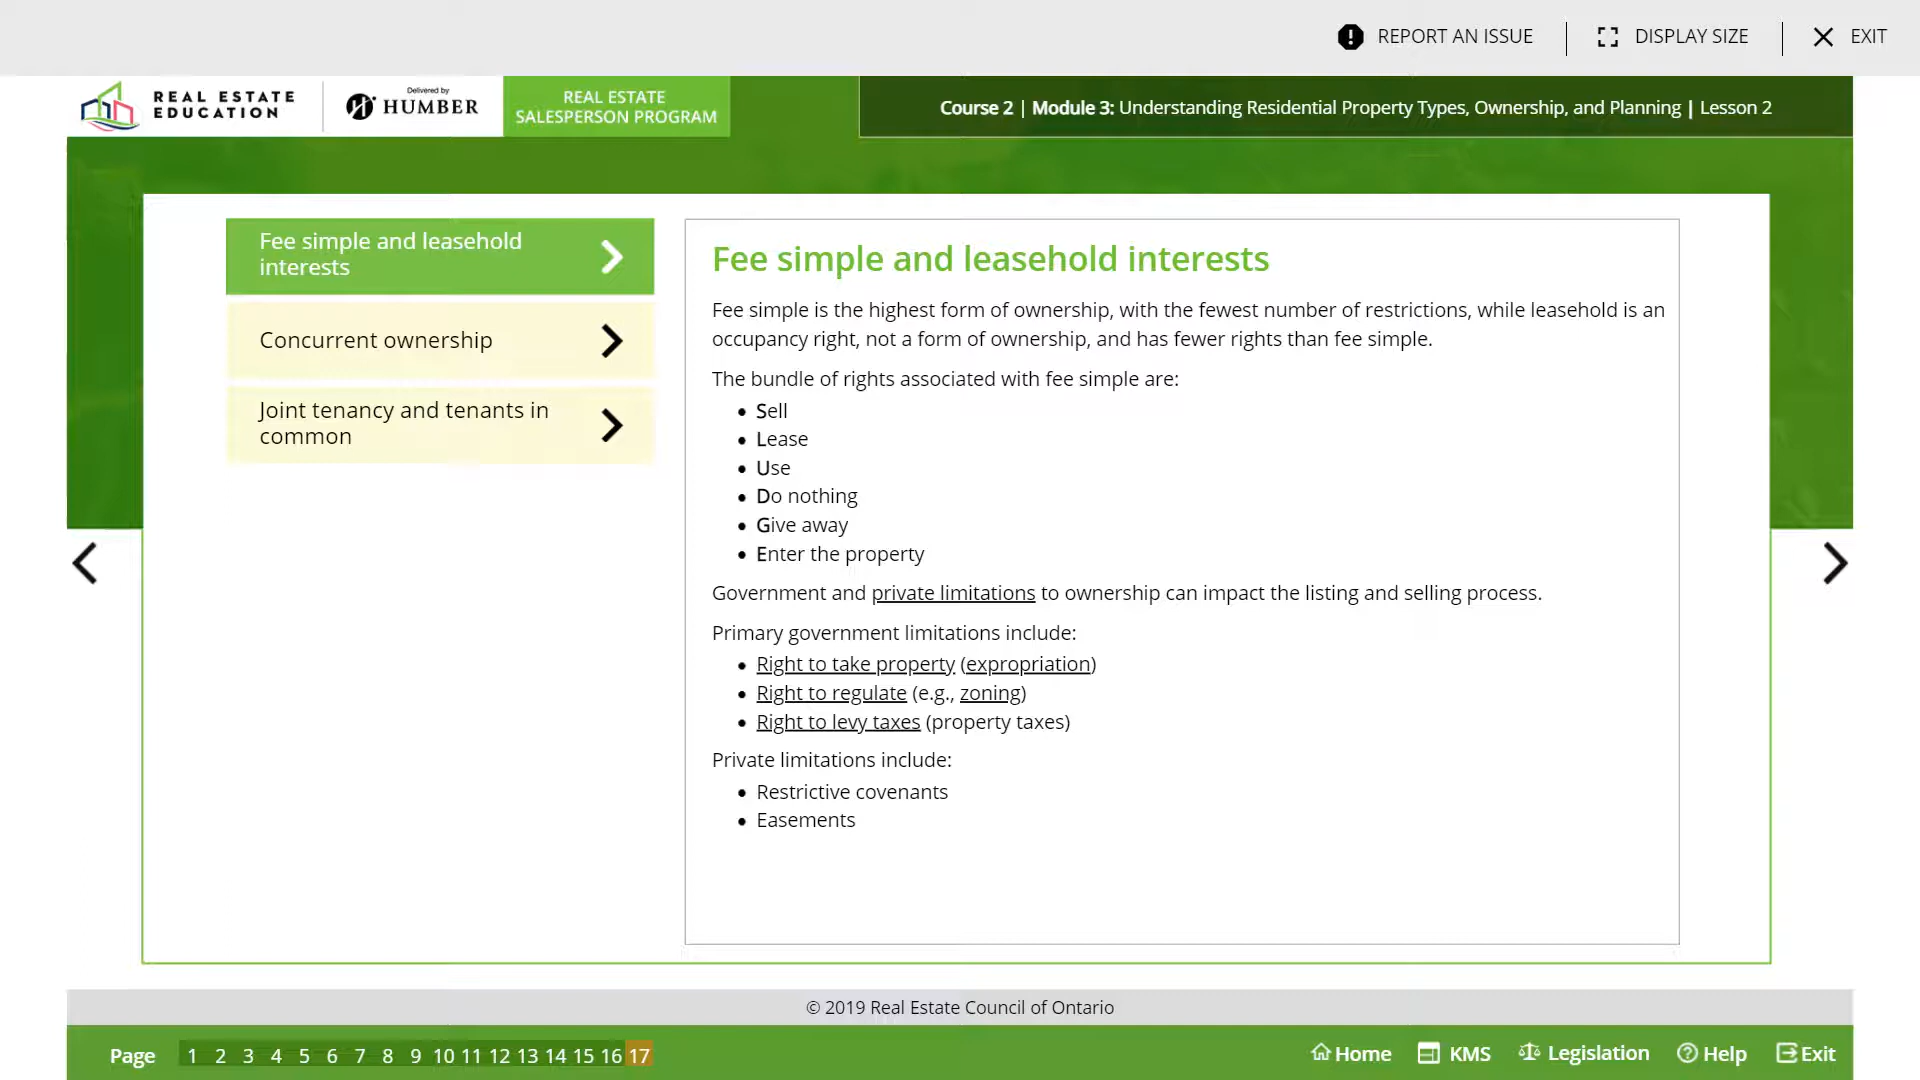 REPORT AN ISSUE
DISPLAY SIZE
EXIT
REAL ESTATE
EDUCATION
Delivered by
HUMBER
REAL ESTATE
SALESPERSON PROGRAM
Course 2 | Module 3: Understanding Residential Property Types, Ownership, and Planning | Lesson 2
Fee simple and leasehold
interests
Concurrent ownership
Joint tenancy and tenants in
common
Fee simple and leasehold interests
Fee simple is the highest form of ownership, with the fewest number of restrictions, while leasehold is an
occupancy right, not a form of ownership, and has fewer rights than fee simple.
The bundle of rights associated with fee simple are:
• Sell
• Lease
• Use
• Do nothing
• Give away
• Enter the property
Government and private limitations to ownership can impact the listing and selling process.
Primary government limitations include:
• Right to take property (expropriation)
• Right to regulate (e.g., zoning)
• Right to levy taxes (property taxes)
Private limitations include:
• Restrictive covenants
• Easements
© 2019 Real Estate Council of Ontario
Page 1 2 3 4 5 6 7 8 9 10 11 12 13 14 15 16 17
Home KMS Legislation Help Exit